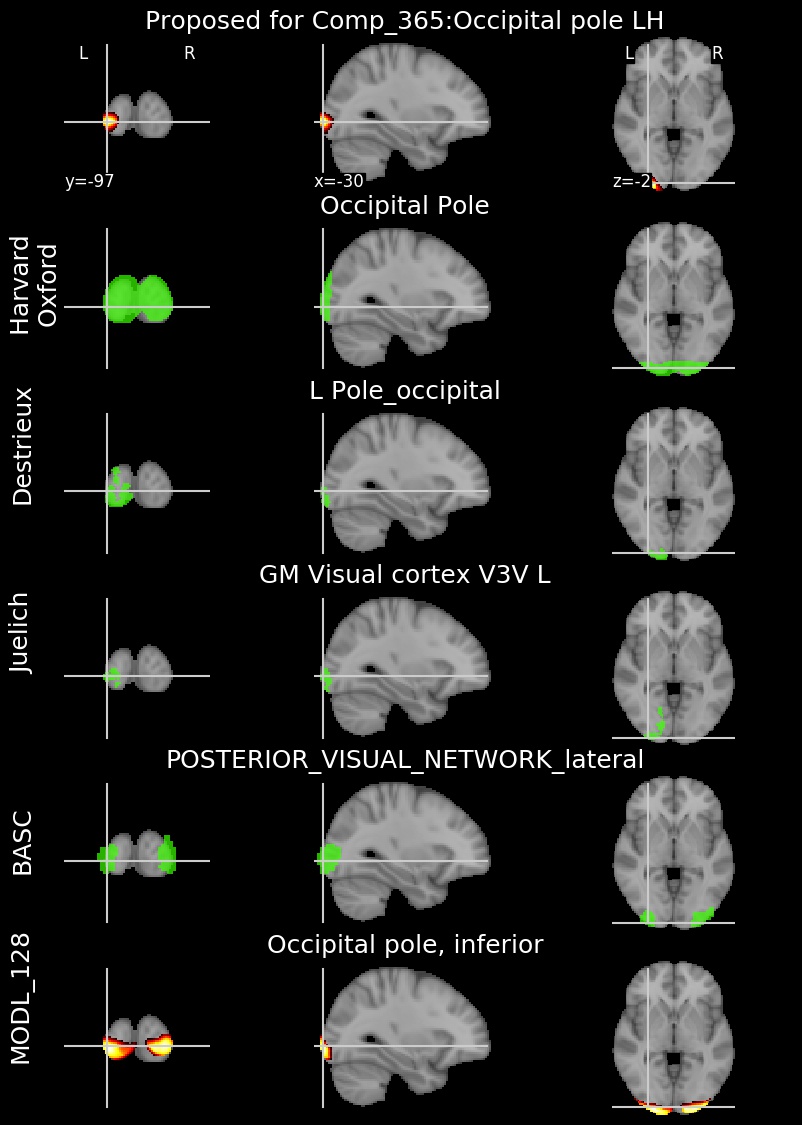 Proposed for Comp_365:Occipital pole LH
L R L R
y=-97 x=-30 z=-2
Occipital Pole
Harvard
Oxford
L Pole_occipital
Destrieux
GM Visual cortex V3V L
Juelich
POSTERIOR_VISUAL_NETWORK_lateral
BASC
Occipital pole, inferior
MODL_128